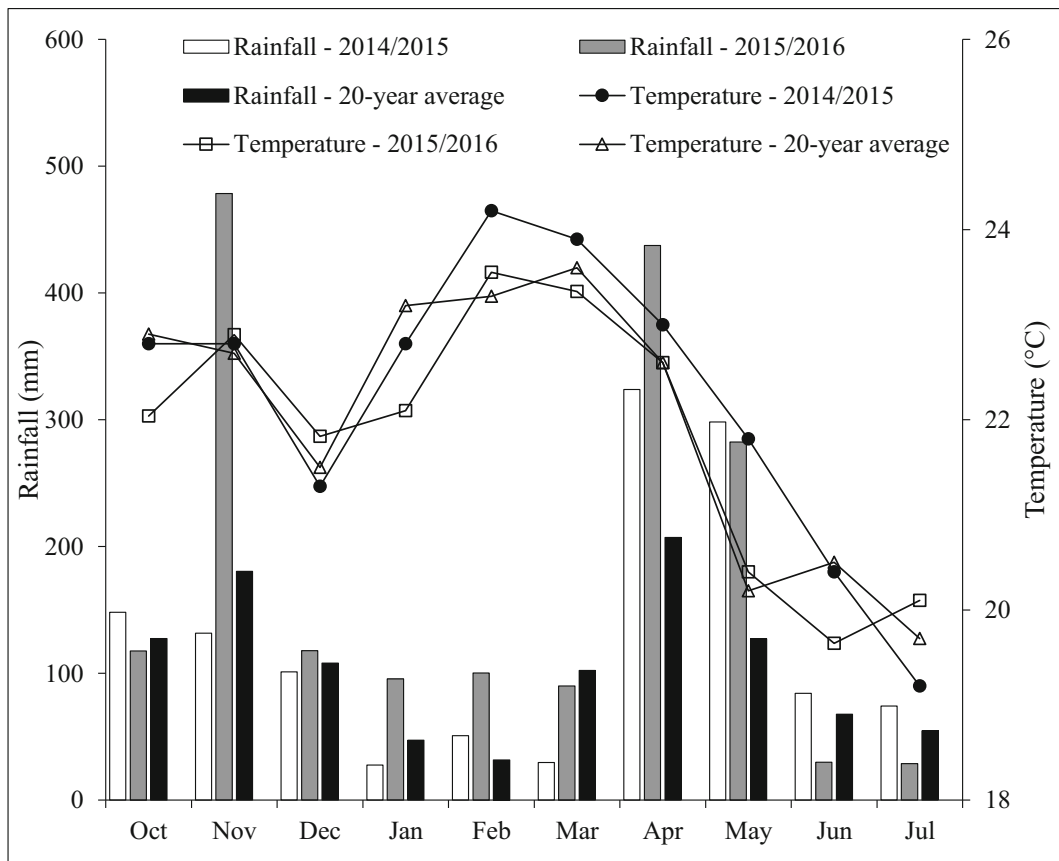 600
500
400
300
200
100
0
Rainfall (mm)
Rainfall - 2014/2015
Rainfall - 2015/2016
Rainfall - 20-year average
Temperature - 2014/2015
Temperature - 2015/2016
Temperature - 20-year average
26
24
22
20
18
Temperature (°C)
Oct Nov Dec Jan Feb Mar Apr May Jun Jul